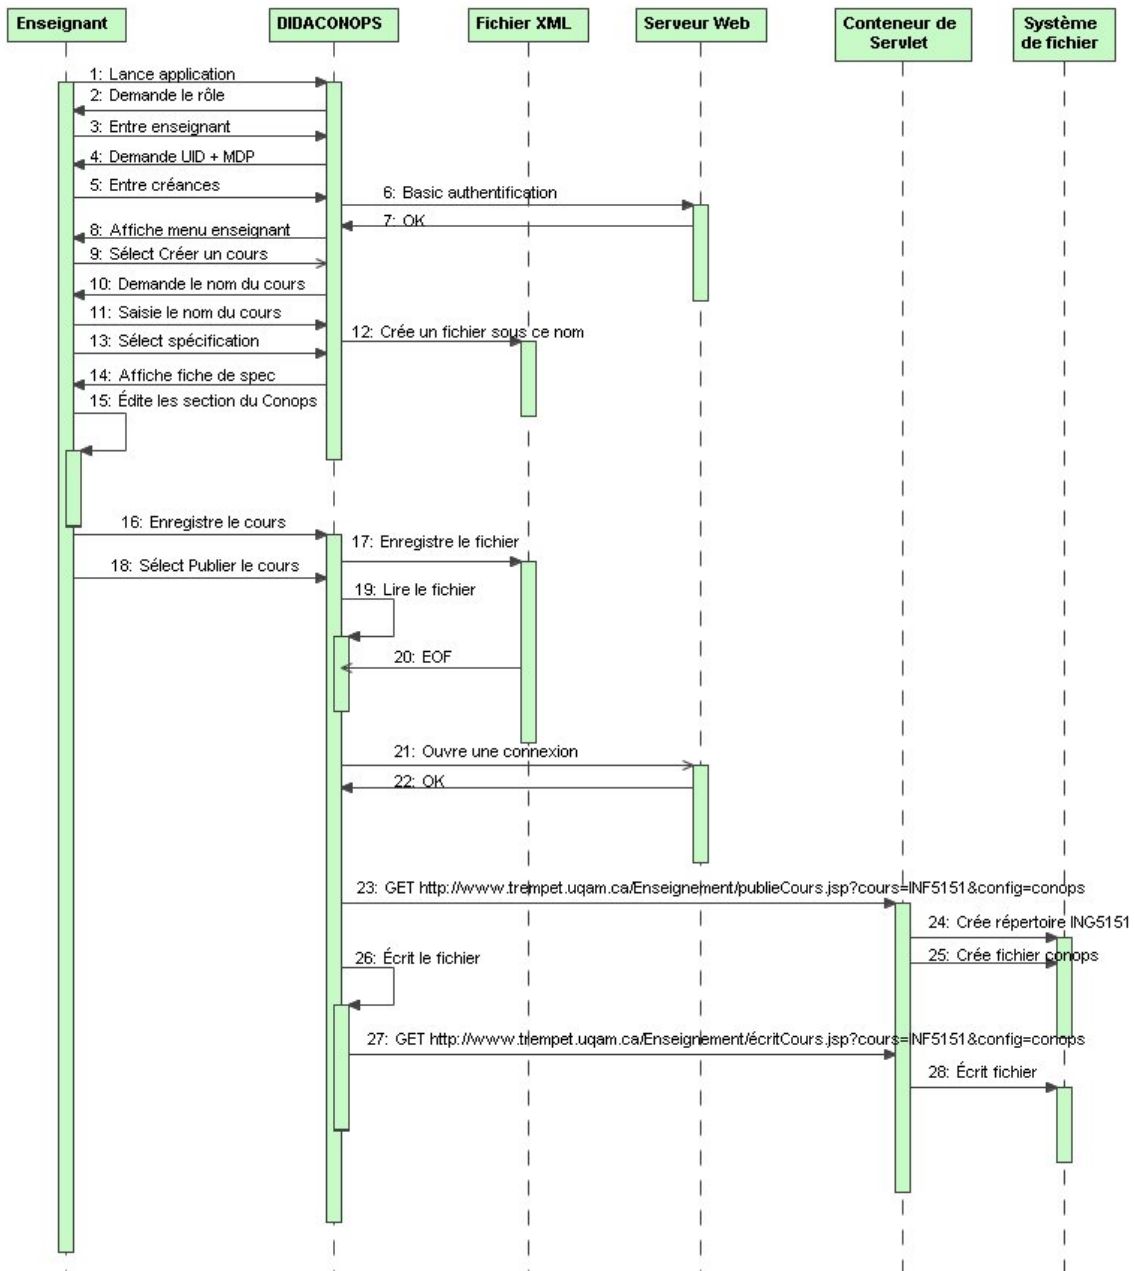 Enseignant
DIDACONOPS
Fichier XML
Serveur Web
Conteneur de
Servlet
Système
de fichier
1: Lance application
2: Demande le rôle
3: Entre enseignant
4: Demande UID + MDP
5: Entre créances
6: Basic authentification
7: OK
8: Affiche menu enseignant
9: Sélect Créer un cours
10: Demande le nom du cours
11: Saisie le nom du cours
12: Crée un fichier sous ce nom
13: Sélect spécification
14: Affiche fiche de spec
15: Édite les section du Conops
16: Enregistre le cours
17: Enregistre le fichier
18: Sélect Publier le cours
19: Lire le fichier
20: EOF
21: Ouvre une connexion
22: OK
23: GET http://www.trempet.uqam.ca/Enseignement/publieCours.jsp?cours=INF5151&config=conops
24: Crée répertoire ING5151
25: Crée fichier conops
26: Écrit le fichier
27: GET http://www.trempet.uqam.ca/Enseignement/écritCours.jsp?cours=INF5151&config=conops
28: Écrit fichier